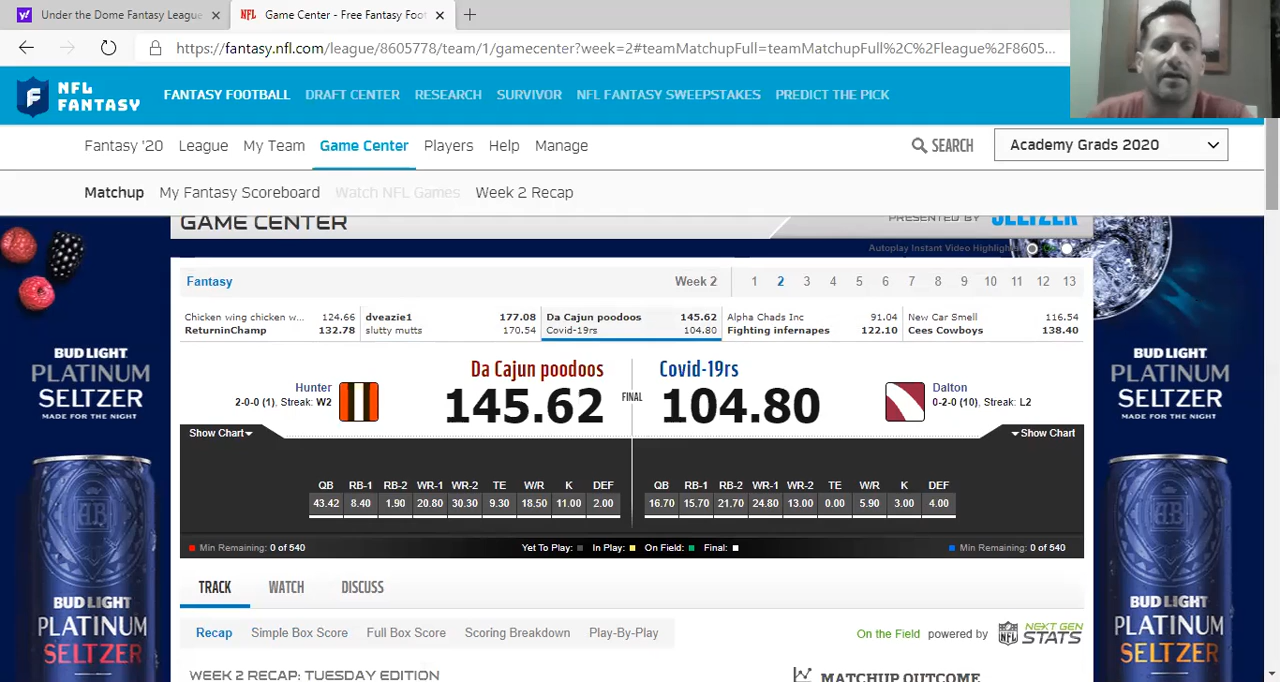 Under the Dome Fantasy League
NFL Game Center - Free Fantasy Foot
https://fantasy.nfl.com/league/8605778/team/1/gamecenter?week=2#teamMatchupFull=teamMatchupFull%2C%2Fleague%2F8605...
NFL FANTASY
FANTASY FOOTBALL DRAFT CENTER RESEARCH SURVIVOR NFL FANTASY SWEEPSTAKES PREDICT THE PICK
Fantasy '20 League My Team Game Center Players Help Manage SEARCH Academy Grads 2020
Matchup My Fantasy Scoreboard Watch NFL Games Week 2 Recap
GAME CENTER PRESENTED BY SELTZER
Autoplay Instant Video Highlights
Fantasy Week 2 1 2 3 4 5 6 7 8 9 10 11 12 13
Chicken wing chicken w... 124.66 dveazie1 177.08 Da Cajun poodoos 145.62 Alpha Chads Inc 91.04 New Car Smell 116.54
ReturninChamp 132.78 slutty mutts 170.54 Covid-19rs 104.80 Fighting infernapes 122.10 Cees Cowboys 138.40
Da Cajun poodoos Covid-19rs
Hunter 145.62 FINAL 104.80 Dalton
2-0-0 (1), Streak: W2 0-2-0 (10), Streak: L2
Show Chart Show Chart
QB RB-1 RB-2 WR-1 WR-2 TE W/R K DEF QB RB-1 RB-2 WR-1 WR-2 TE W/R K DEF
43.42 8.40 1.90 20.80 30.30 9.30 18.50 11.00 2.00 16.70 15.70 21.70 24.80 13.00 0.00 5.90 3.00 4.00
Min Remaining: 0 of 540 Yet To Play: In Play: On Field: Final: Min Remaining: 0 of 540
TRACK WATCH DISCUSS
Recap Simple Box Score Full Box Score Scoring Breakdown Play-By-Play On the Field powered by NFL NEXT GEN STATS
WEEK 2 RECAP: TUESDAY EDITION MATCHUP OUTCOME
BUD LIGHT
PLATINUM
SELTZER
MADE FOR THE NIGHT
AB
BUD LIGHT
PLATINUM
SELTZER
BUD LIGHT
PLATINUM
SELTZER
MADE FOR THE NIGHT
AB
BUD LIGHT
PLATINUM
SELTZER